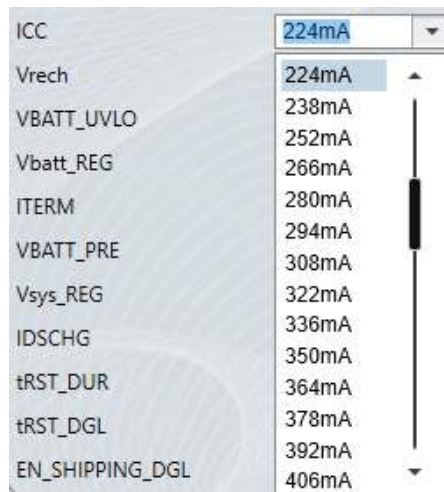 ICC 224mA
Vrech 224mA
238mA
VBATT_UVLO 252mA
Vbatt_REG 266mA
ITERM 280mA
294mA
VBATT_PRE 308mA
Vsys_REG 322mA
336mA
IDSCHG 350mA
tRST_DUR 364mA
378mA
tRST_DGL 392mA
EN_SHIPPING_DGL 406mA